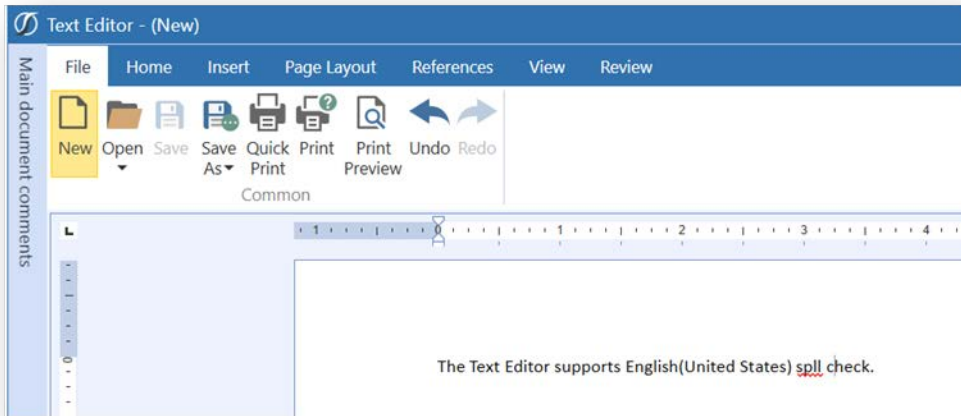 Text Editor - (New)
Main document comments
File Home Insert Page Layout References View Review
New Open Save Save As Quick Print Print Print Preview Undo Redo
Common
1 0 1 2 3 4
0
The Text Editor supports English(United States) spll check.